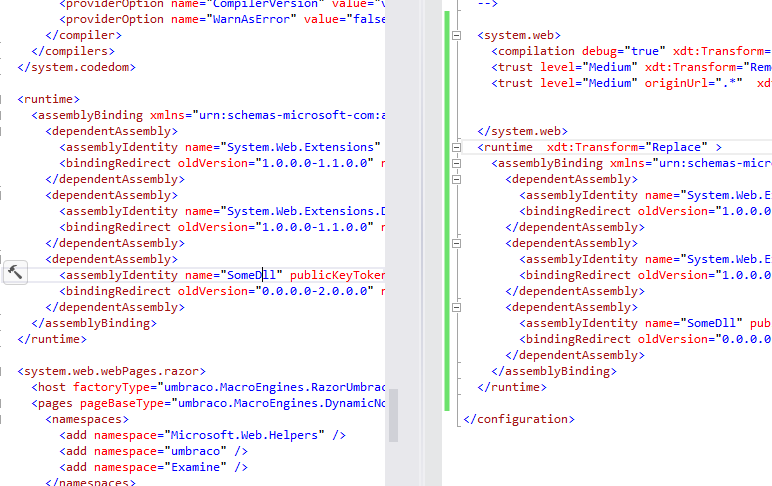 <providerOption name="CompilerVersion" value="v
<providerOption name="WarnAsError" value="false
</compiler>
</compilers>
</system.codedom>
<runtime>
<assemblyBinding xmlns="urn:schemas-microsoft-com:a
<dependentAssembly>
<assemblyIdentity name="System.Web.Extensions"
<bindingRedirect oldVersion="1.0.0.0-1.1.0.0" n
</dependentAssembly>
<dependentAssembly>
<assemblyIdentity name="System.Web.Extensions.D
<bindingRedirect oldVersion="1.0.0.0-1.1.0.0" n
</dependentAssembly>
<dependentAssembly>
<assemblyIdentity name="SomeDll" publicKeyToken
<bindingRedirect oldVersion="0.0.0.0-2.0.0.0" n
</dependentAssembly>
</assemblyBinding>
</runtime>
<system.web.webPages.razor>
<host factoryType="umbraco.MacroEngines.RazorUmbrac
<pages pageBaseType="umbraco.MacroEngines.DynamicNo
<namespaces>
<add namespace="Microsoft.Web.Helpers" />
<add namespace="umbraco" />
<add namespace="Examine" />
</namespaces>
-->
<system.web>
<compilation debug="true" xdt:Transform=
<trust level="Medium" xdt:Transform="Rem
<trust level="Medium" originUrl=".*"  xd
</system.web>
<runtime  xdt:Transform="Replace" >
<assemblyBinding xmlns="urn:schemas-micr
<dependentAssembly>
<assemblyIdentity name="System.Web.E
<bindingRedirect oldVersion="1.0.0.0
</dependentAssembly>
<dependentAssembly>
<assemblyIdentity name="System.Web.E
<bindingRedirect oldVersion="1.0.0.0
</dependentAssembly>
<dependentAssembly>
<assemblyIdentity name="SomeDll" pub
<bindingRedirect oldVersion="0.0.0.0
</dependentAssembly>
</assemblyBinding>
</runtime>
</configuration>